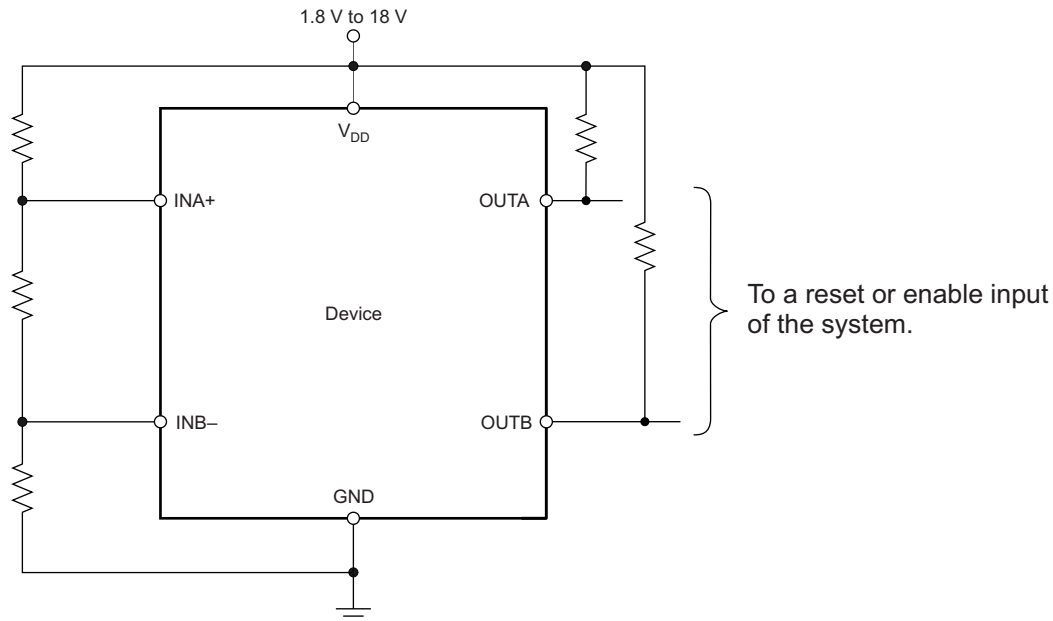 1.8 V to 18 V
VDD
INA+
OUTA
Device
To a reset or enable input
of the system.
INB–
OUTB
GND